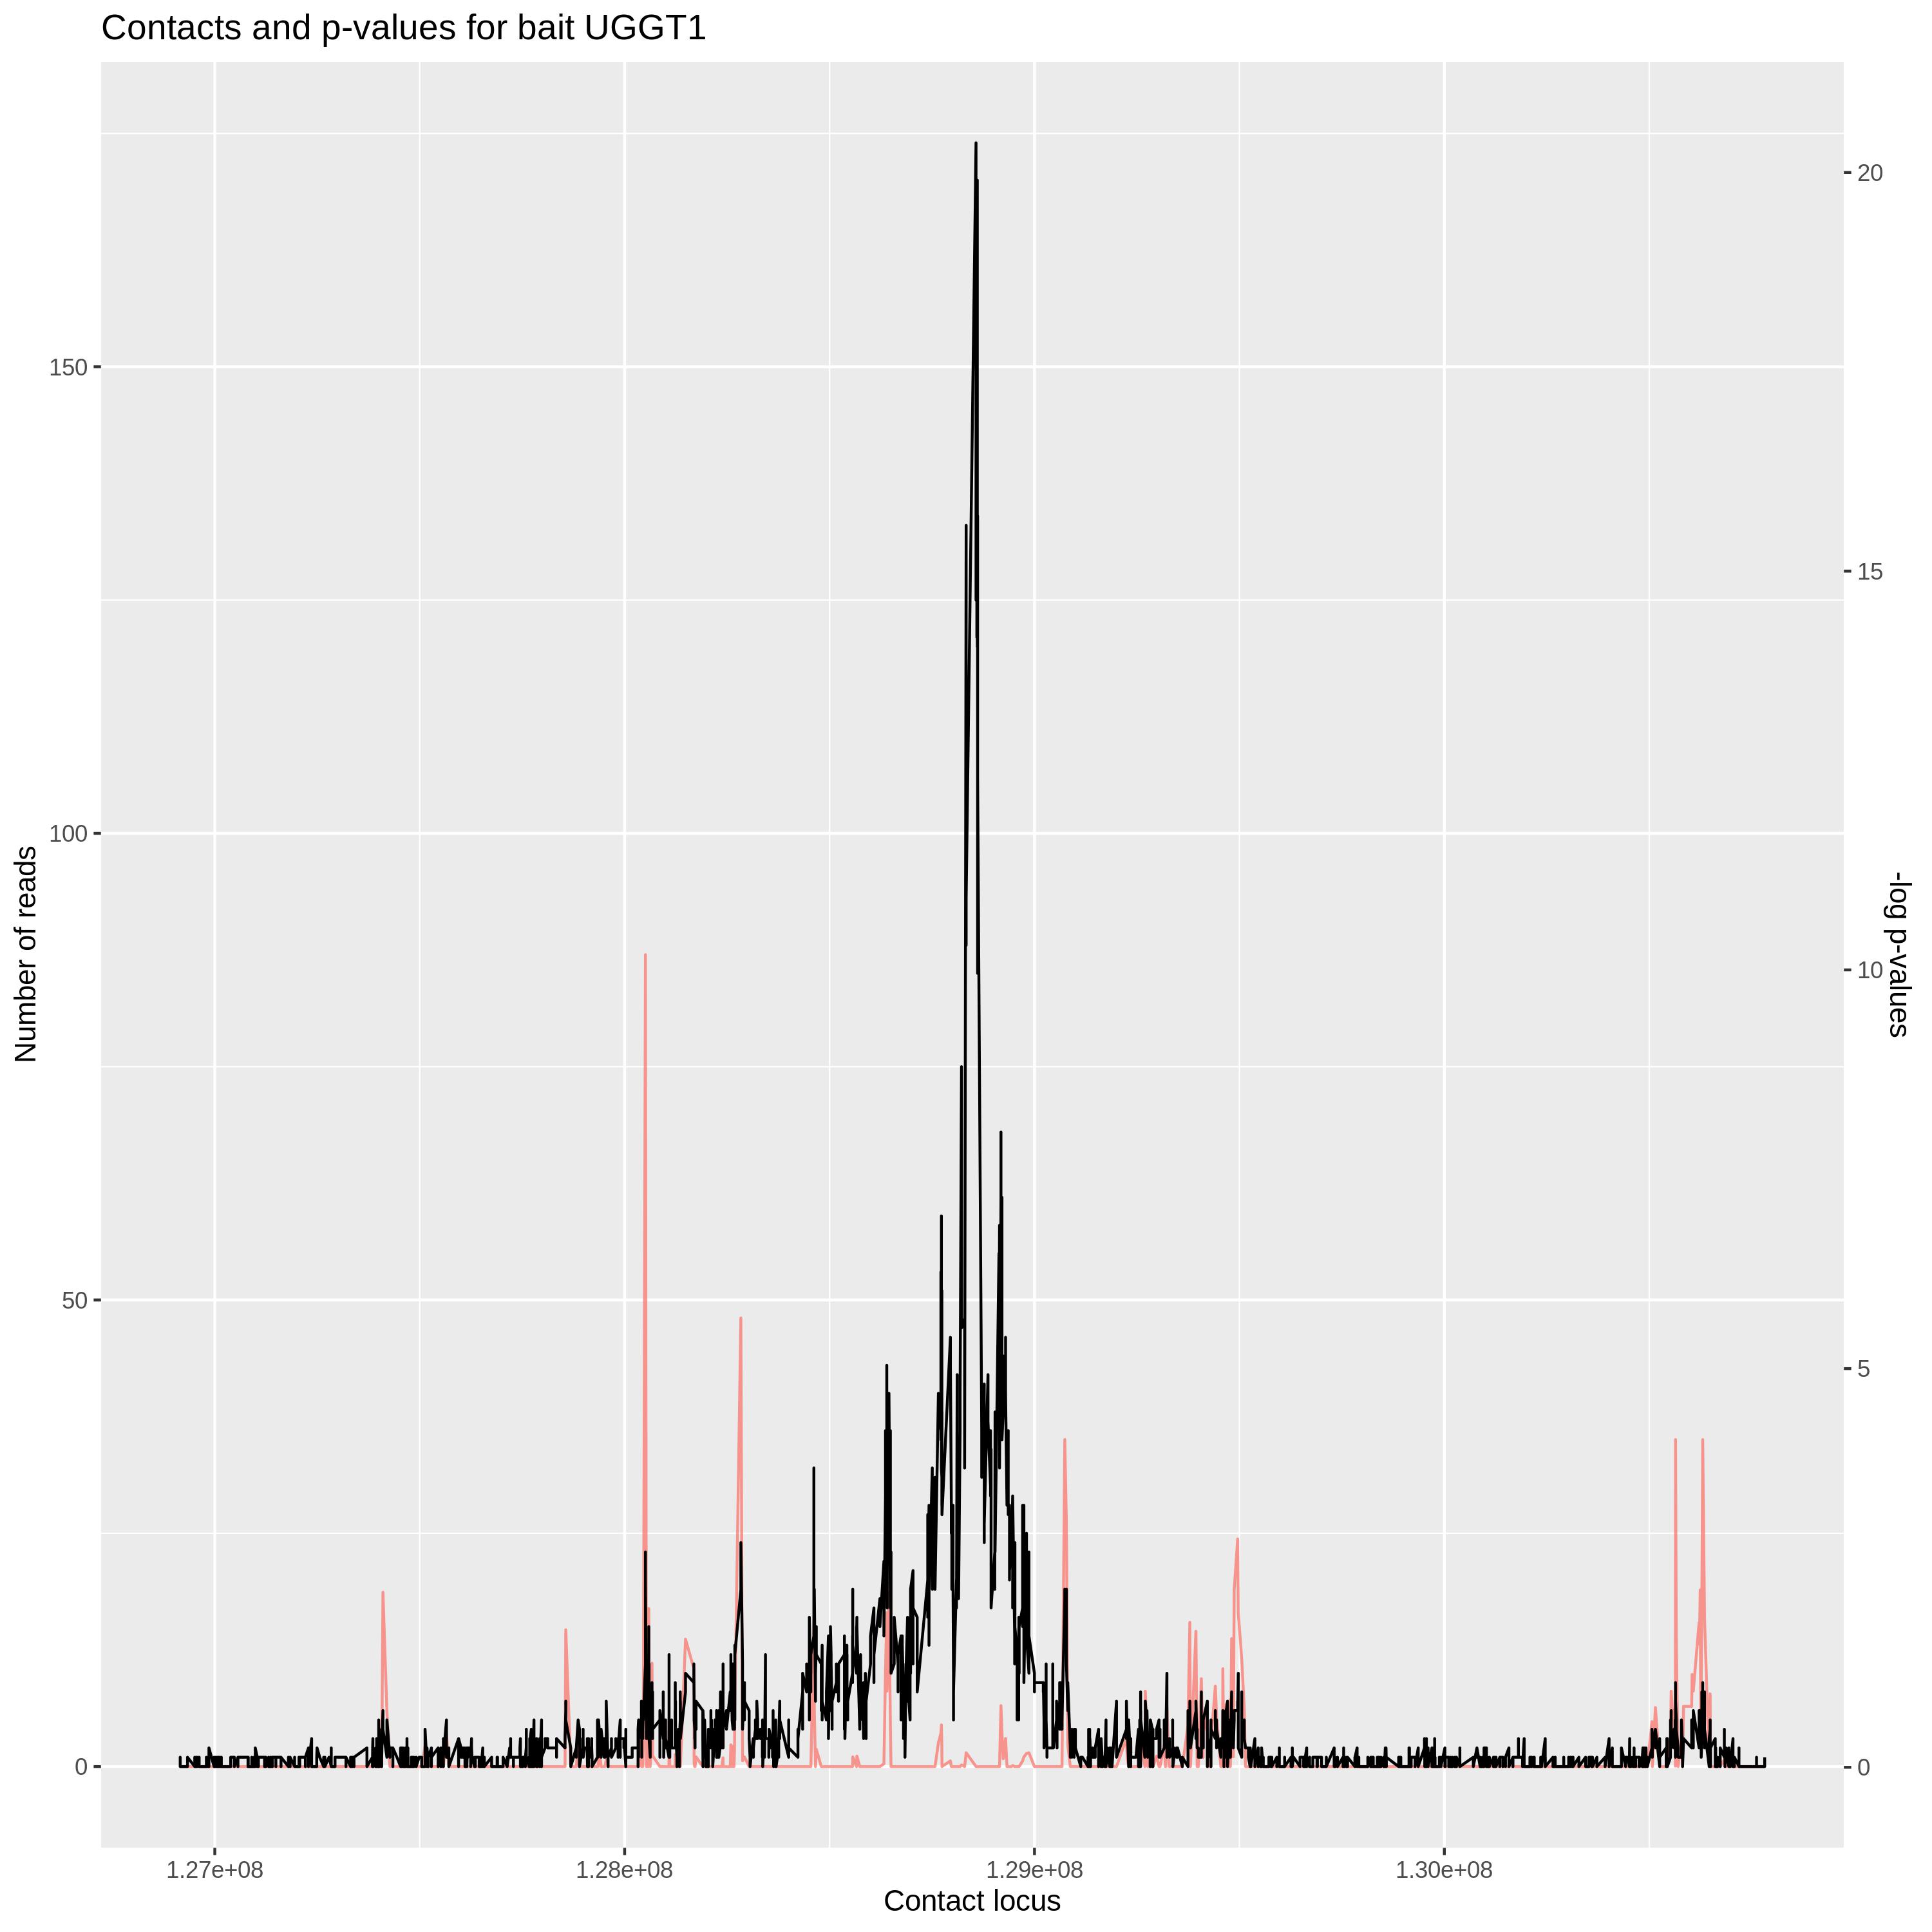 Contacts and p-values for bait UGGT1
Number of reads
150
100
50
0
20
15
10
5
0
-log p-values
1.27e+08
1.28e+08
1.29e+08
1.30e+08
Contact locus